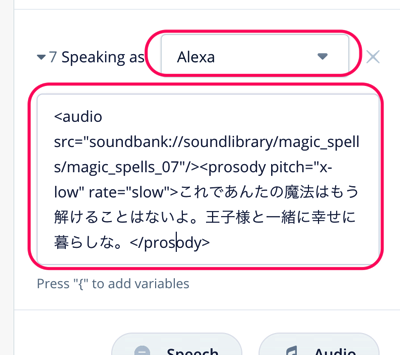 7 Speaking as Alexa
<audio
src="soundbank://soundlibrary/magic_spell
s/magic_spells_07"/><prosody pitch="x-
low" rate="slow">これであんたの魔法はもう
解けることはないよ。王子様と一緒に幸せに
暮らしな。</prosody>
Press "{" to add variables
Speech Audio